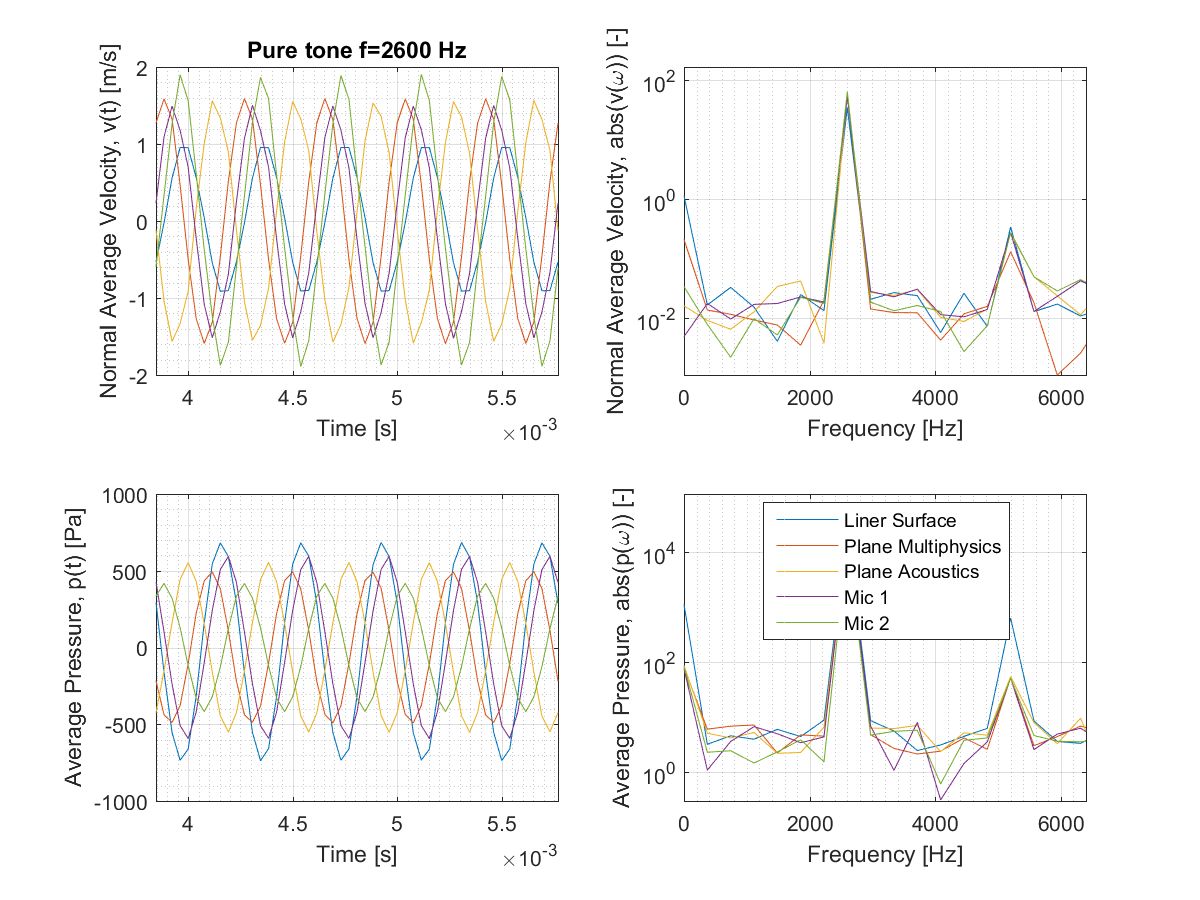 Pure tone f=2600 Hz
Normal Average Velocity, v(t) [m/s]
2
1
0
-1
-2
4
4.5
5
5.5
×10-3
Time [s]
Normal Average Velocity, abs(v(ω)) [-]
10^2
10^0
10^-2
0
2000
4000
6000
Frequency [Hz]
Average Pressure, p(t) [Pa]
1000
500
0
-500
-1000
4
4.5
5
5.5
×10-3
Time [s]
Average Pressure, abs(p(ω)) [-]
10^4
10^2
10^0
Liner Surface
Plane Multiphysics
Plane Acoustics
Mic 1
Mic 2
0
2000
4000
6000
Frequency [Hz]